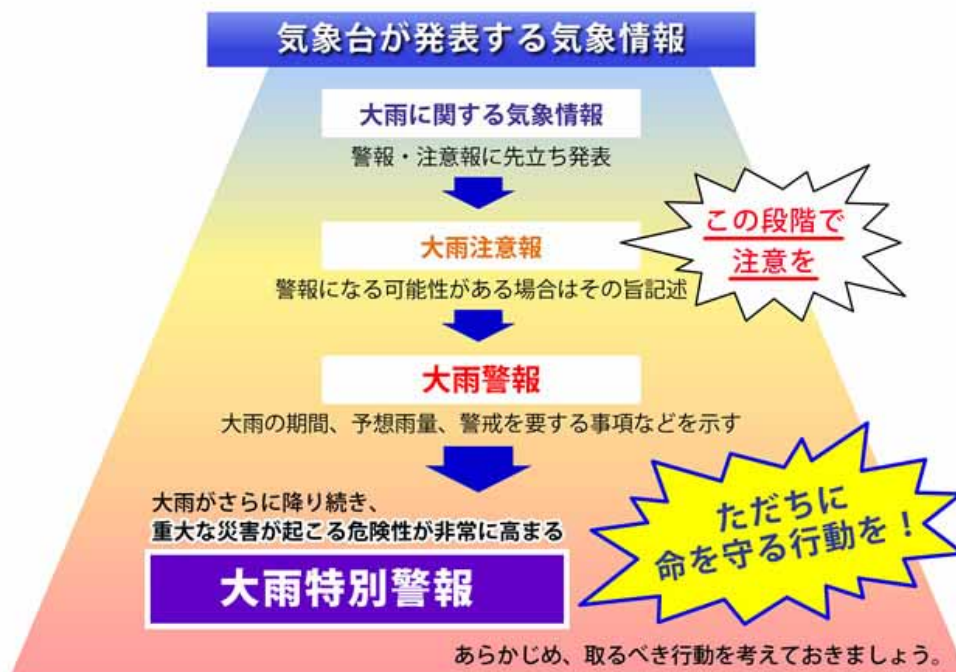 気象台が発表する気象情報
大雨に関する気象情報
警報・注意報に先立ち発表
大雨注意報
この段階で
注意を
警報になる可能性がある場合はその旨記述
大雨警報
大雨の期間、予想雨量、警戒を要する事項などを示す
大雨がさらに降り続き、
重大な災害が起こる危険性が非常に高まる
ただちに
命を守る行動を！
大雨特別警報
あらかじめ、取るべき行動を考えておきましょう。